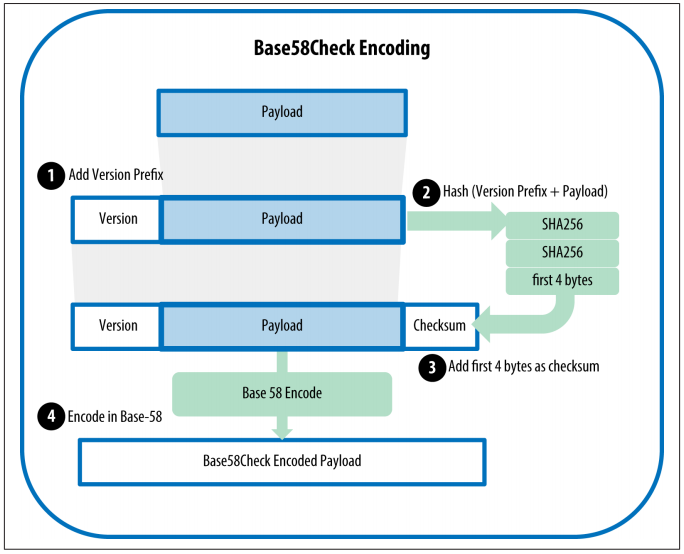 Base58Check Encoding
Payload
1 Add Version Prefix
2 Hash (Version Prefix + Payload)
Version
Payload
SHA256
SHA256
first 4 bytes
Version
Payload
Checksum
3 Add first 4 bytes as checksum
Base 58 Encode
4 Encode in Base-58
Base58Check Encoded Payload